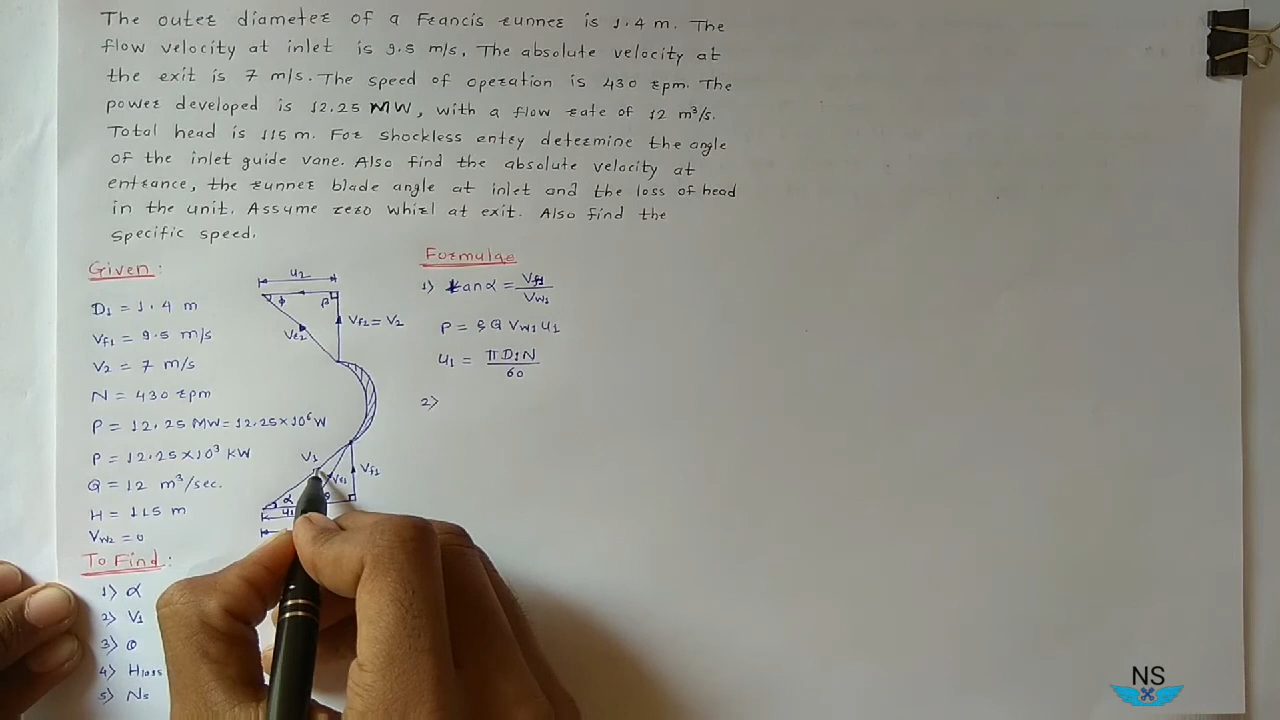 The outer diameter of a Francis runner is 1.4 m. The
flow velocity at inlet is 9.5 m/s. The absolute velocity at
the exit is 7 m/s. The speed of operation is 430 rpm. The
power developed is 12.25 MW, with a flow rate of 12 m³/s.
Total head is 115 m. For shockless entry determine the angle
of the inlet guide vane. Also find the absolute velocity at
entrance, the runner blade angle at inlet and the loss of head
in the unit. Assume zero whirl at exit. Also find the
specific speed.
Given:
D₁ = 1.4 m
Vf₁ = 9.5 m/s
V₂ = 7 m/s
N = 430 rpm
P = 12.25 MW = 12.25×10⁶ W
P = 12.25×10³ KW
Q = 12 m³/sec.
H = 115 m
Vw₂ = 0
To Find:
1) α
2) V₁
3) θ
4) Hloss
5) Ns
u₂
ϕ
β
Vr₂
Vf₂ = V₂
V₁
Vr₁
Vf₁
α
u₁
Formulae
1) tanα = Vf₁
Vw₁
P = ρ Q Vw₁ u₁
u₁ = π D₁ N
60
2)
NS